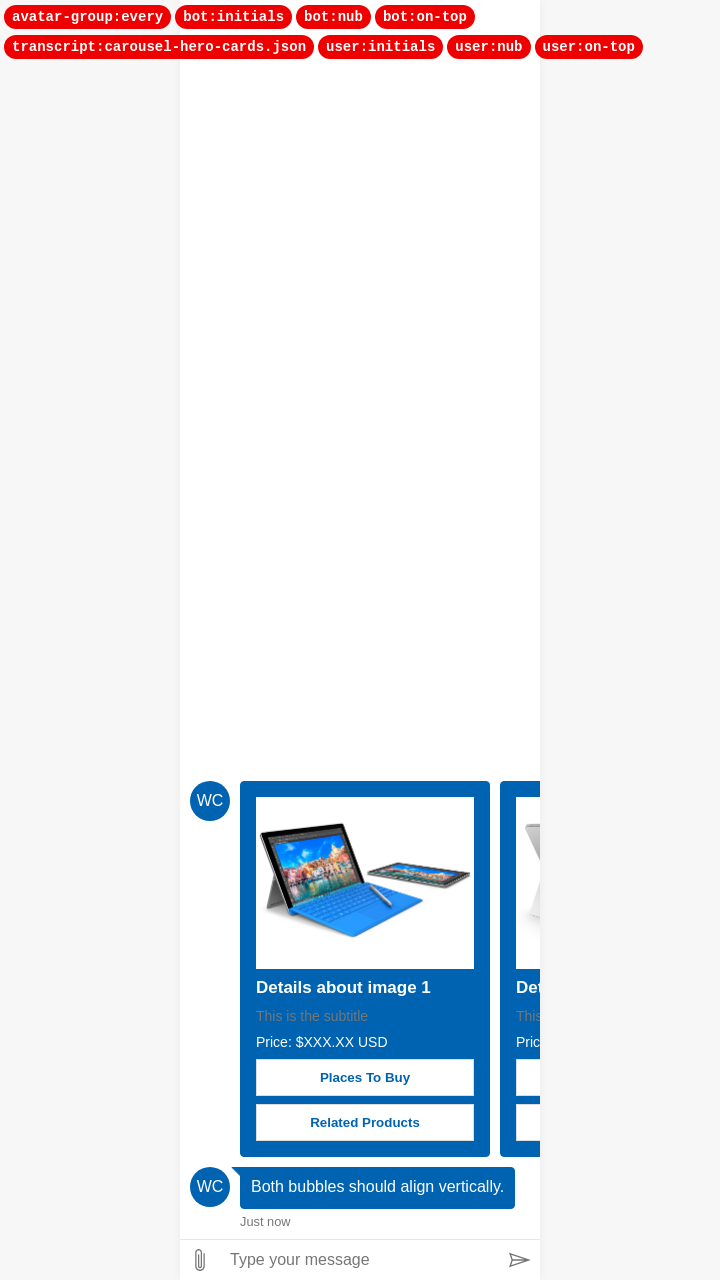 avatar-group:every bot:initials bot:nub bot:on-top
transcript:carousel-hero-cards.json user:initials user:nub user:on-top
WC
Details about image 1
This is the subtitle
Price: $XXX.XX USD
Places To Buy
Related Products
Det
This
Pric
WC
Both bubbles should align vertically.
Just now
Type your message